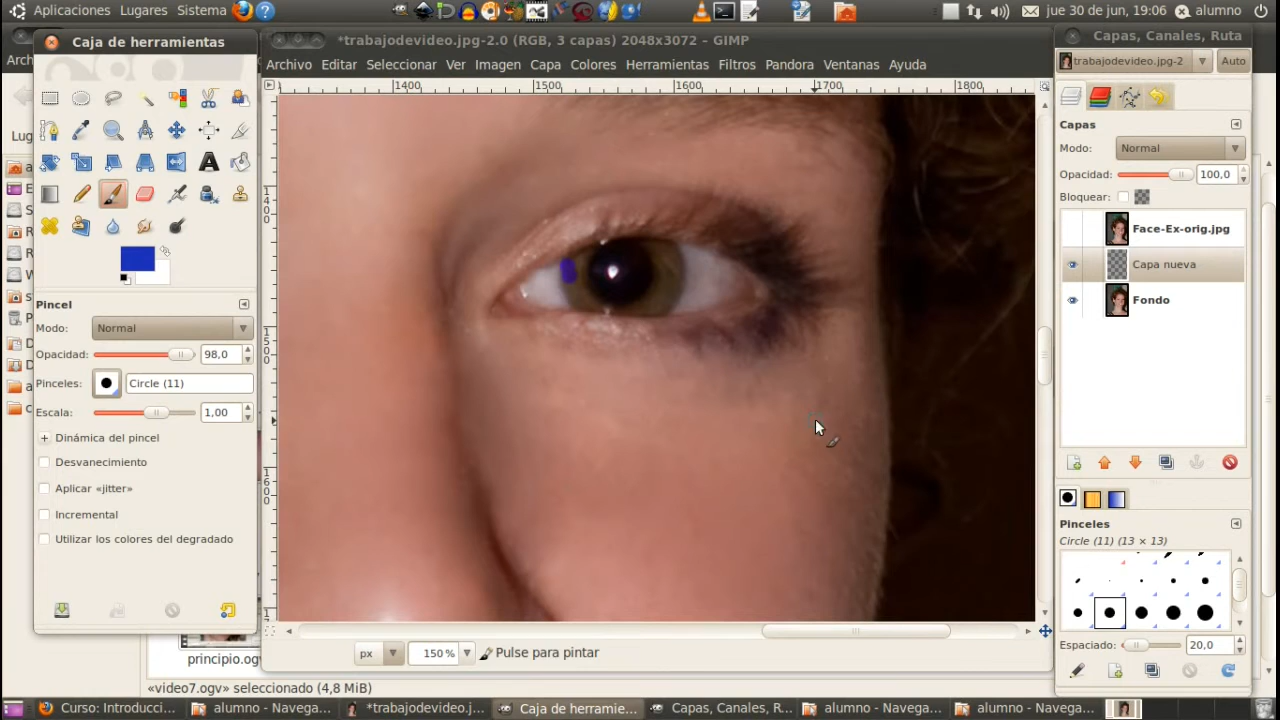 Aplicaciones Lugares Sistema
jue 30 de jun, 19:06 alumno
Caja de herramientas
*trabajodevideo.jpg-2.0 (RGB, 3 capas) 2048x3072 – GIMP
Capas, Canales, Ruta
Archivo Editar Seleccionar Ver Imagen Capa Colores Herramientas Filtros Pandora Ventanas Ayuda
trabajodevideo.jpg-2 Auto
1400 1500 1600 1700 1800
1400
1500
1600
Capas
Modo: Normal
Opacidad: 100,0
Bloquear:
Face-Ex-orig.jpg
Capa nueva
Fondo
Pincel
Modo: Normal
Opacidad: 98,0
Pinceles: Circle (11)
Escala: 1,00
Dinámica del pincel
Desvanecimiento
Aplicar «jitter»
Incremental
Utilizar los colores del degradado
Pinceles
Circle (11) (13 × 13)
Espaciado: 20,0
px 150 % Pulse para pintar
principio.ogv
«video7.ogv» seleccionado (4,8 MiB)
Curso: Introducci... alumno - Navega... *trabajodevideo.j... Caja de herramie... Capas, Canales, R... alumno - Navega... alumno - Navega...